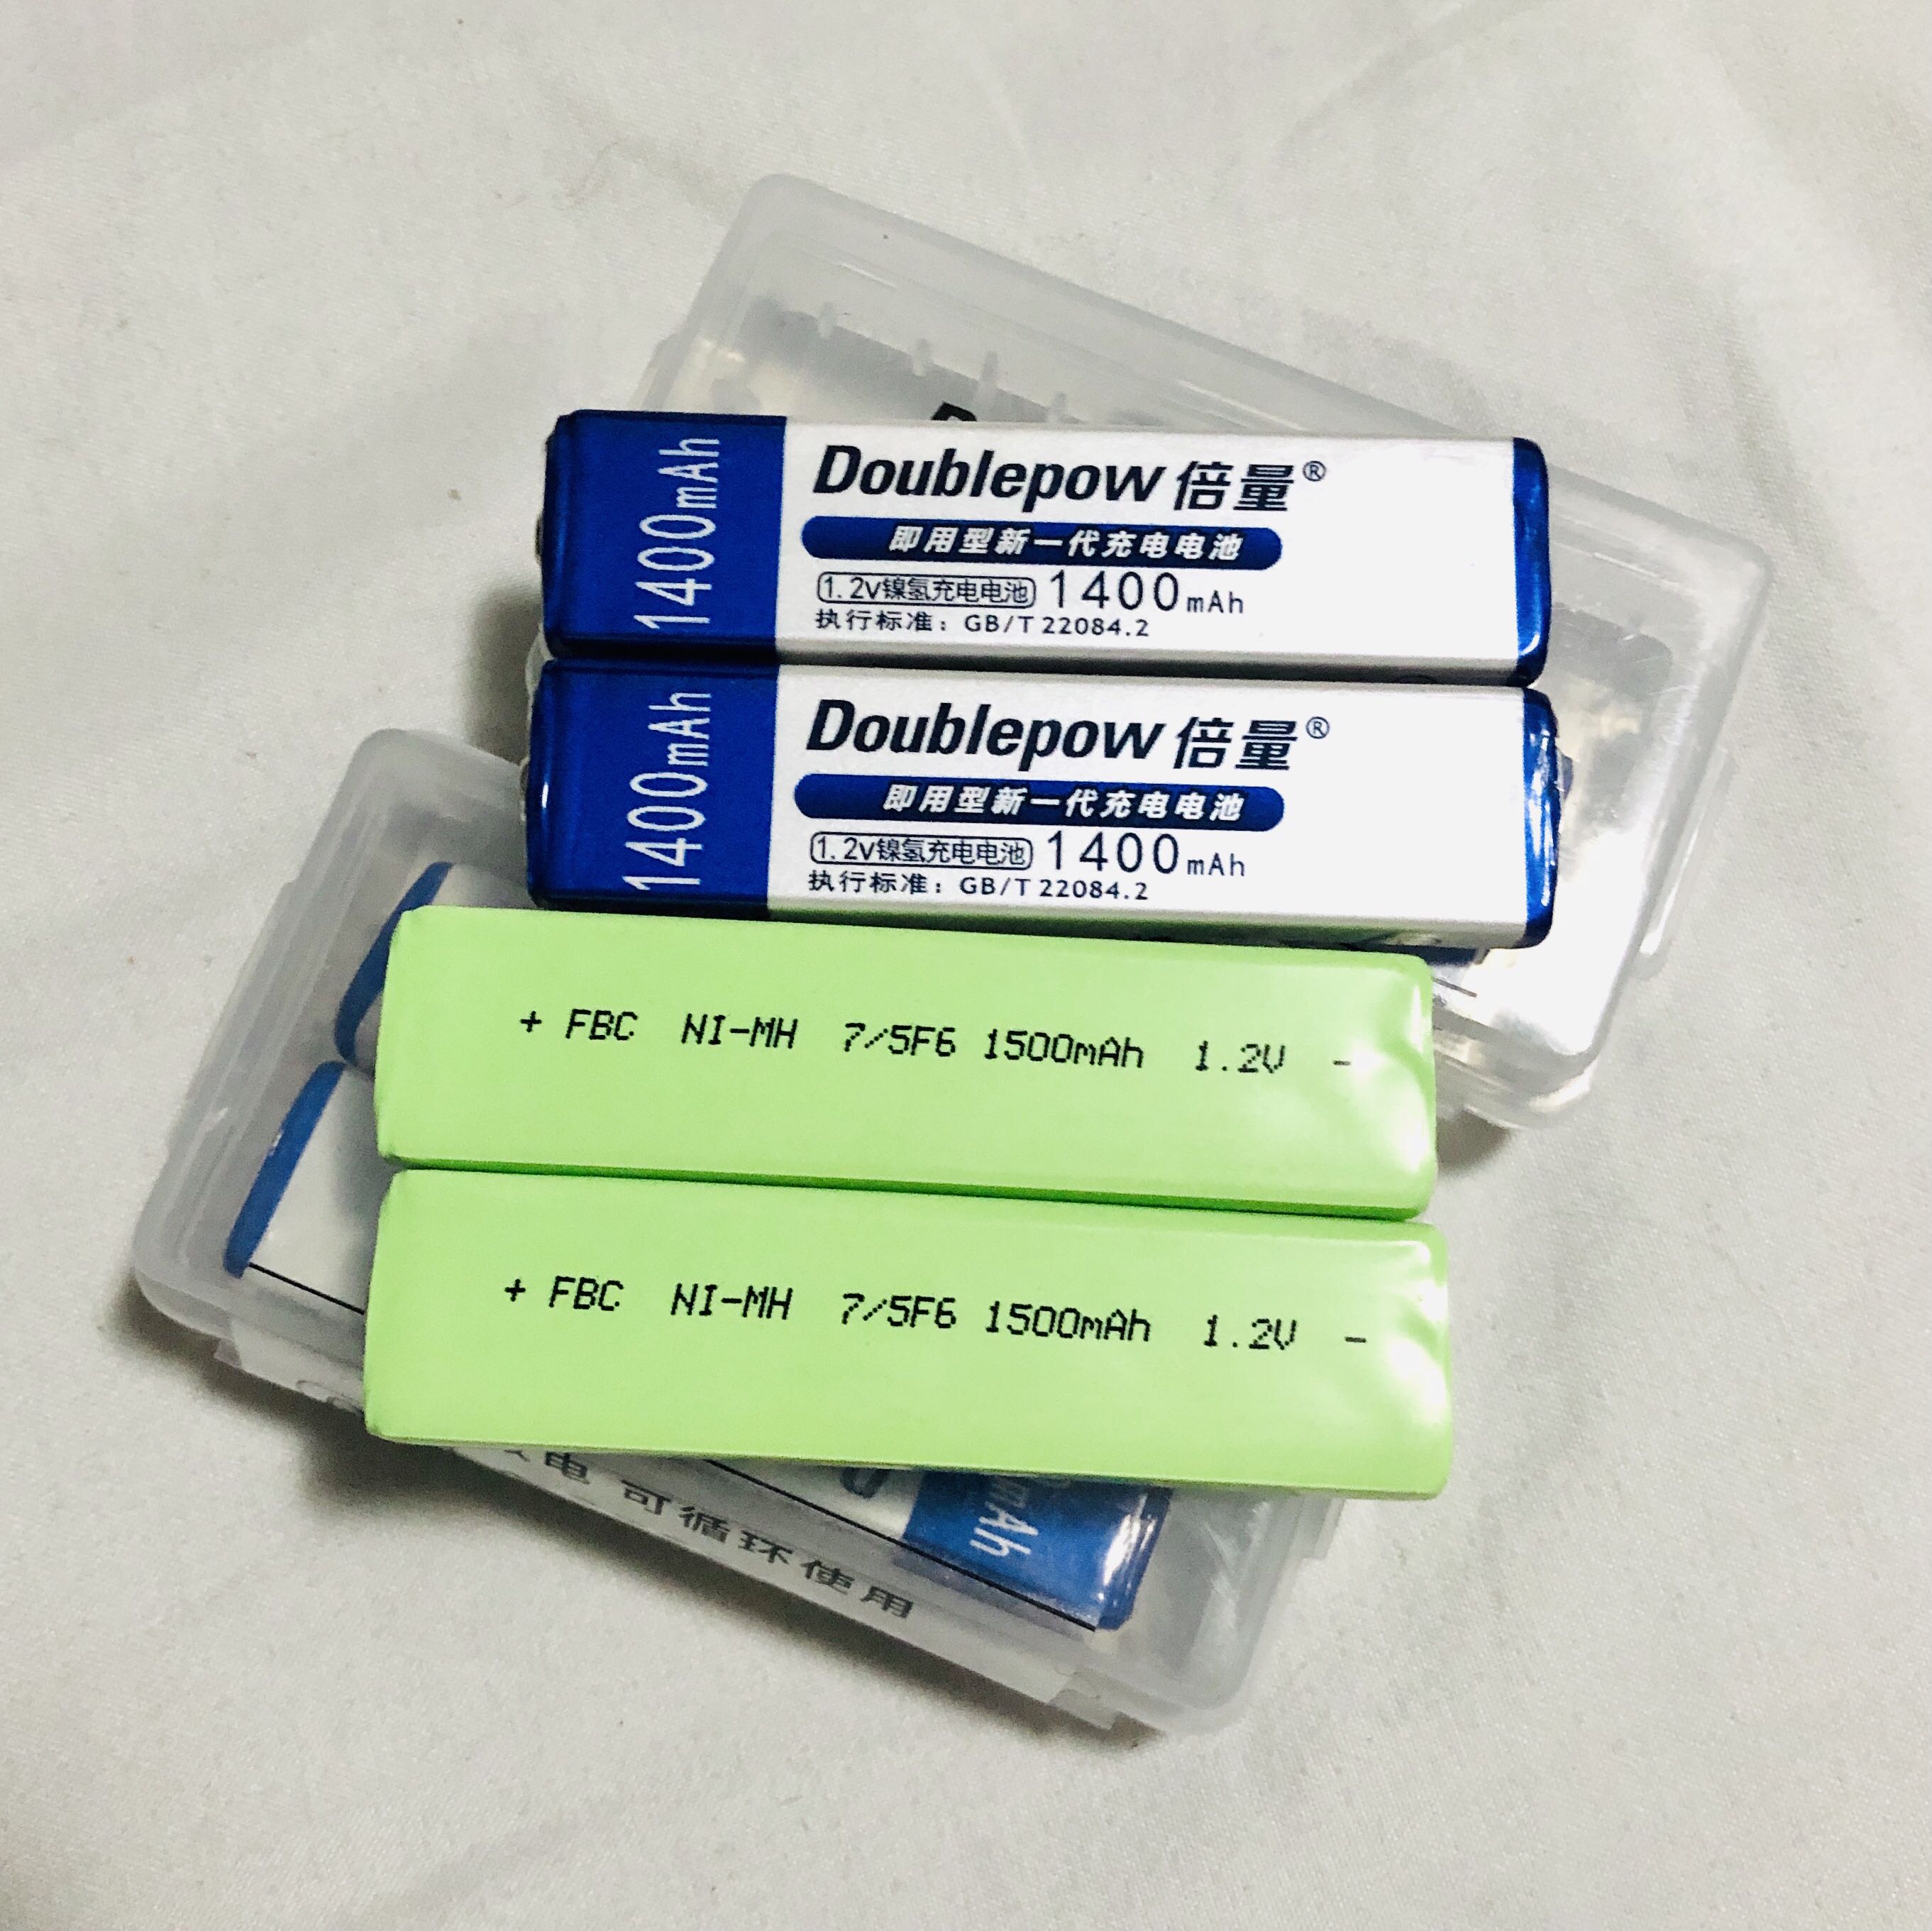 1400mAh
Doublepow 倍量®
即用型新一代充电电池
1.2v镍氢充电电池 1400mAh
执行标准：GB/T 22084.2
1400mAh
Doublepow 倍量®
即用型新一代充电电池
1.2v镍氢充电电池 1400mAh
执行标准：GB/T 22084.2
+ FBC NI-MH 7/5F6 1500mAh 1.2V -
+ FBC NI-MH 7/5F6 1500mAh 1.2V -
mAh
电 可循环使用